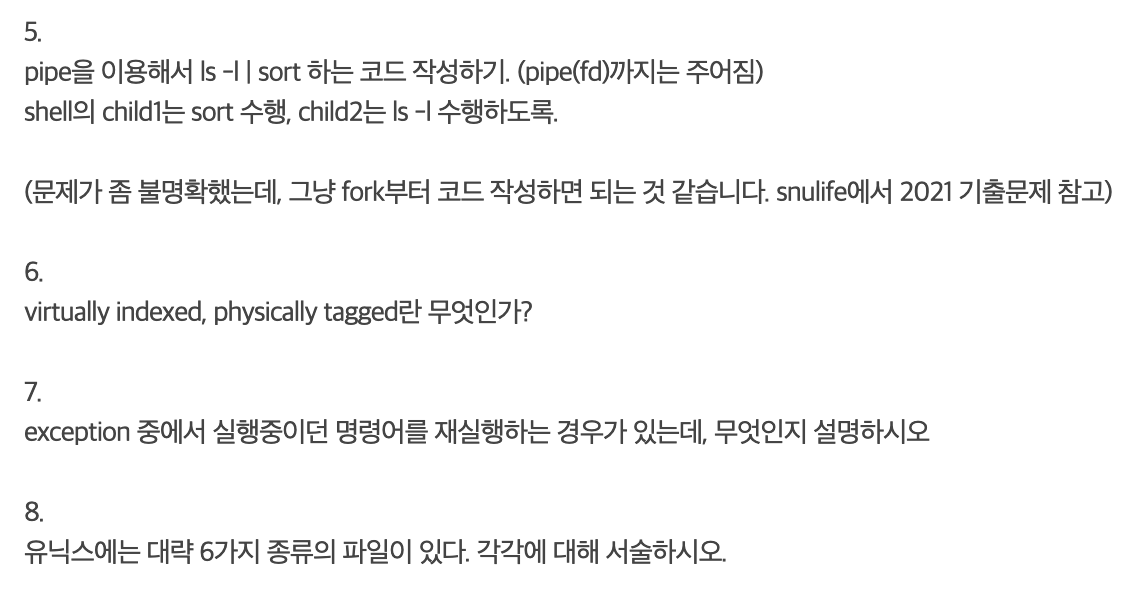 5.
pipe을 이용해서 ls -l | sort 하는 코드 작성하기. (pipe(fd)까지는 주어짐)
shell의 child1는 sort 수행, child2는 ls -l 수행하도록.
(문제가 좀 불명확했는데, 그냥 fork부터 코드 작성하면 되는 것 같습니다. snulife에서 2021 기출문제 참고)
6.
virtually indexed, physically tagged란 무엇인가?
7.
exception 중에서 실행중이던 명령어를 재실행하는 경우가 있는데, 무엇인지 설명하시오
8.
유닉스에는 대략 6가지 종류의 파일이 있다. 각각에 대해 서술하시오.